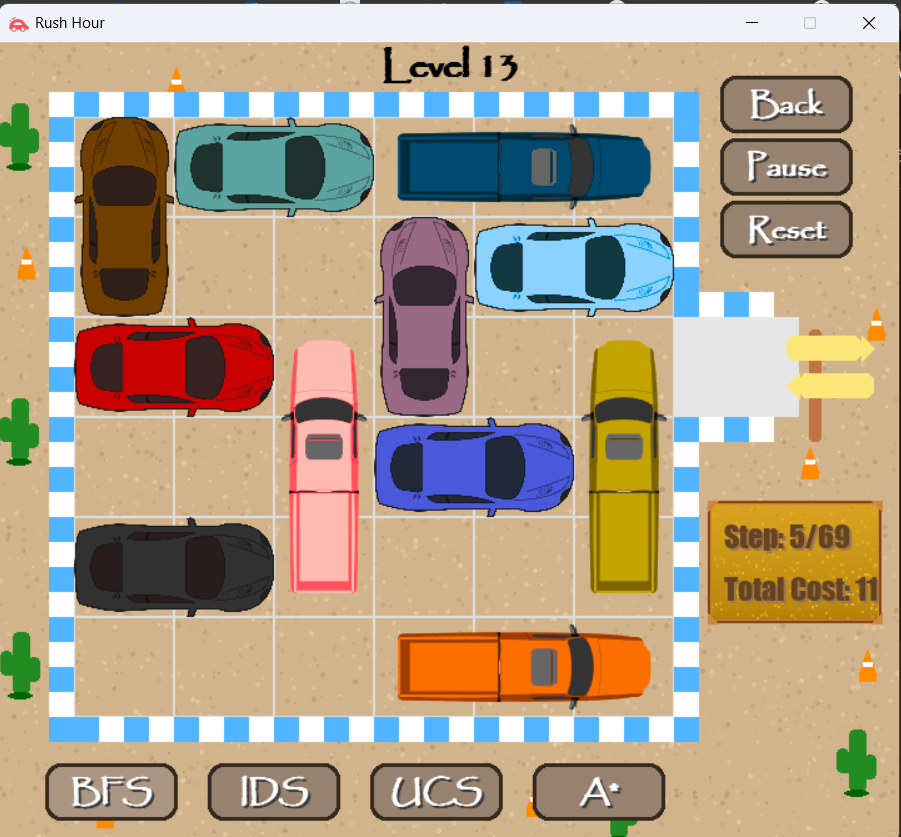 Rush Hour
Level 13
Back
Pause
Reset
Step: 5/69
Total Cost: 11
BFS
IDS
UCS
A*